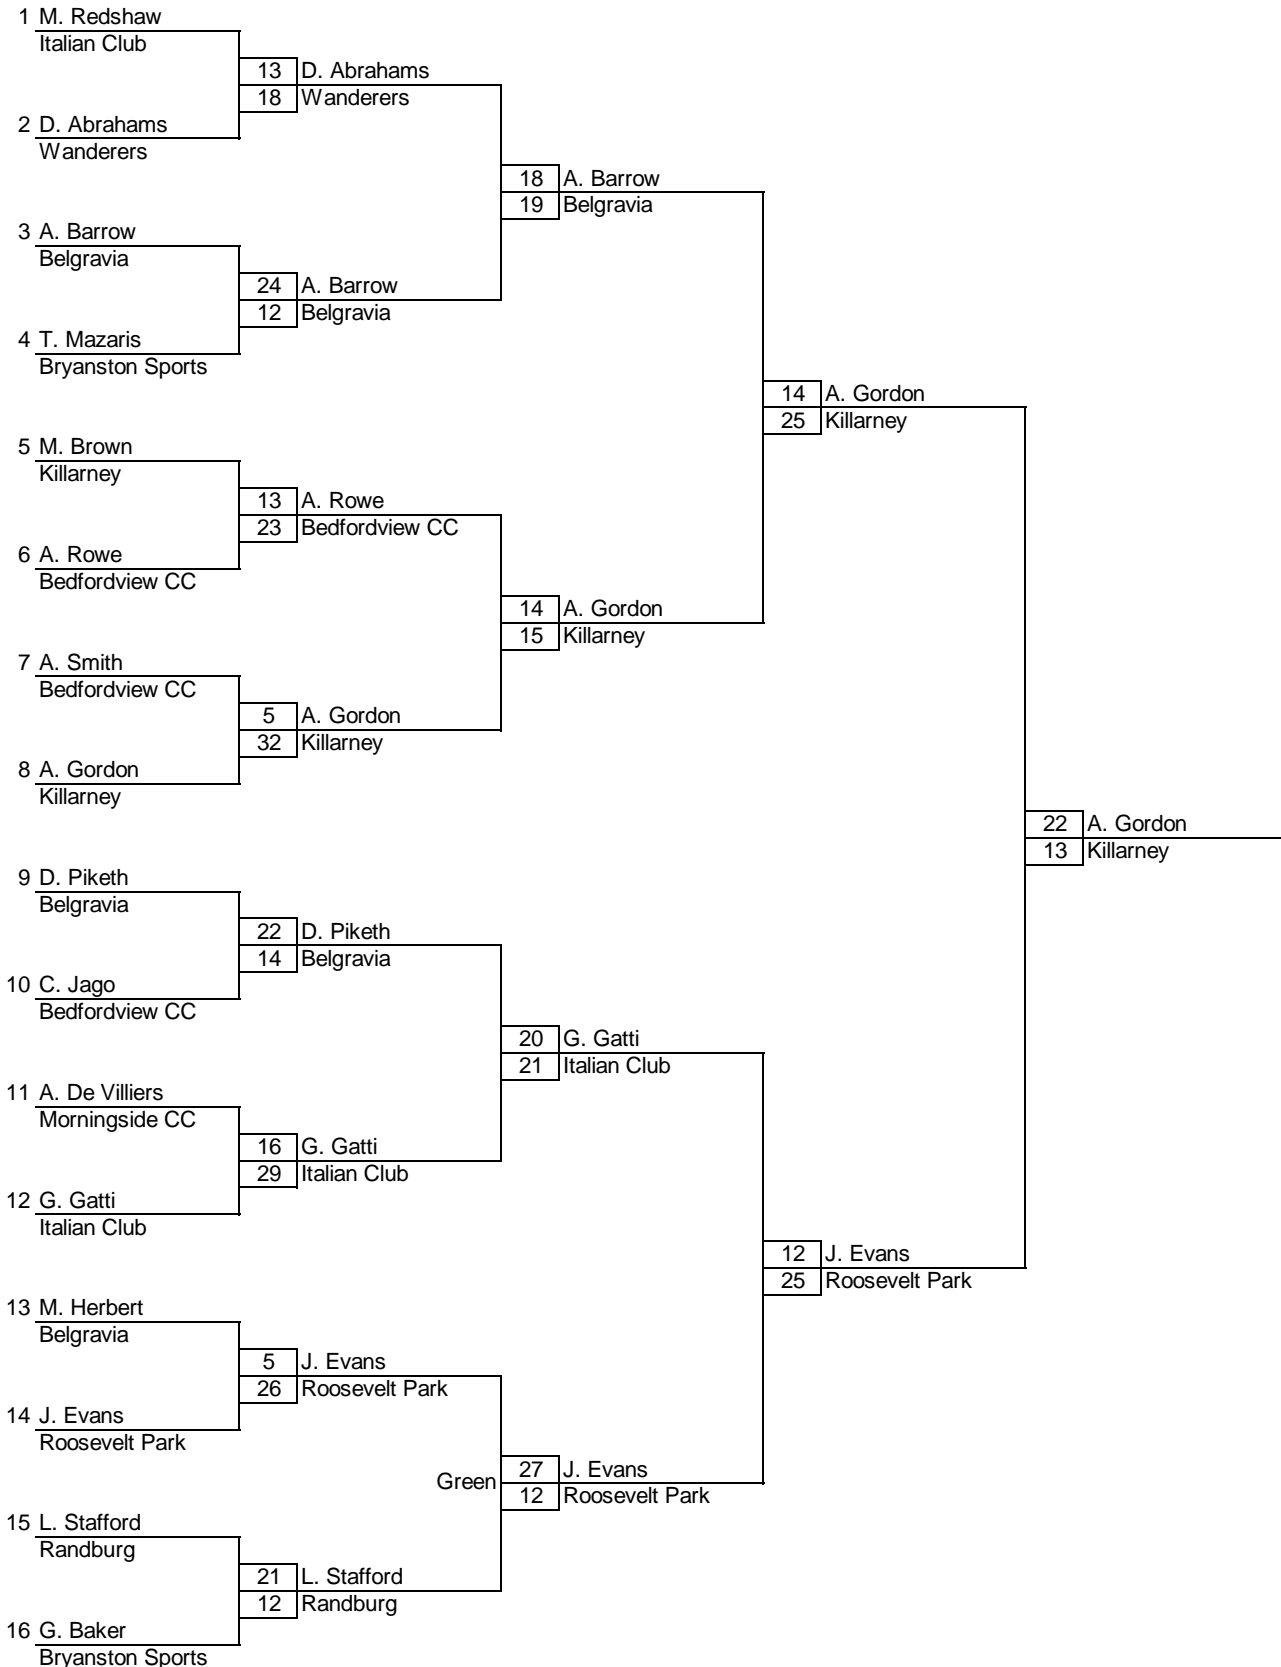 1 M. Redshaw
Italian Club
13 D. Abrahams
18 Wanderers
2 D. Abrahams
Wanderers
18 A. Barrow
19 Belgravia
3 A. Barrow
Belgravia
24 A. Barrow
12 Belgravia
4 T. Mazaris
Bryanston Sports
14 A. Gordon
25 Killarney
5 M. Brown
Killarney
13 A. Rowe
23 Bedfordview CC
6 A. Rowe
Bedfordview CC
14 A. Gordon
15 Killarney
7 A. Smith
Bedfordview CC
5 A. Gordon
32 Killarney
8 A. Gordon
Killarney
22 A. Gordon
13 Killarney
9 D. Piketh
Belgravia
22 D. Piketh
14 Belgravia
10 C. Jago
Bedfordview CC
20 G. Gatti
21 Italian Club
11 A. De Villiers
Morningside CC
16 G. Gatti
29 Italian Club
12 G. Gatti
Italian Club
12 J. Evans
25 Roosevelt Park
13 M. Herbert
Belgravia
5 J. Evans
26 Roosevelt Park
14 J. Evans
Roosevelt Park
27 J. Evans
Green
12 Roosevelt Park
15 L. Stafford
Randburg
21 L. Stafford
12 Randburg
16 G. Baker
Bryanston Sports